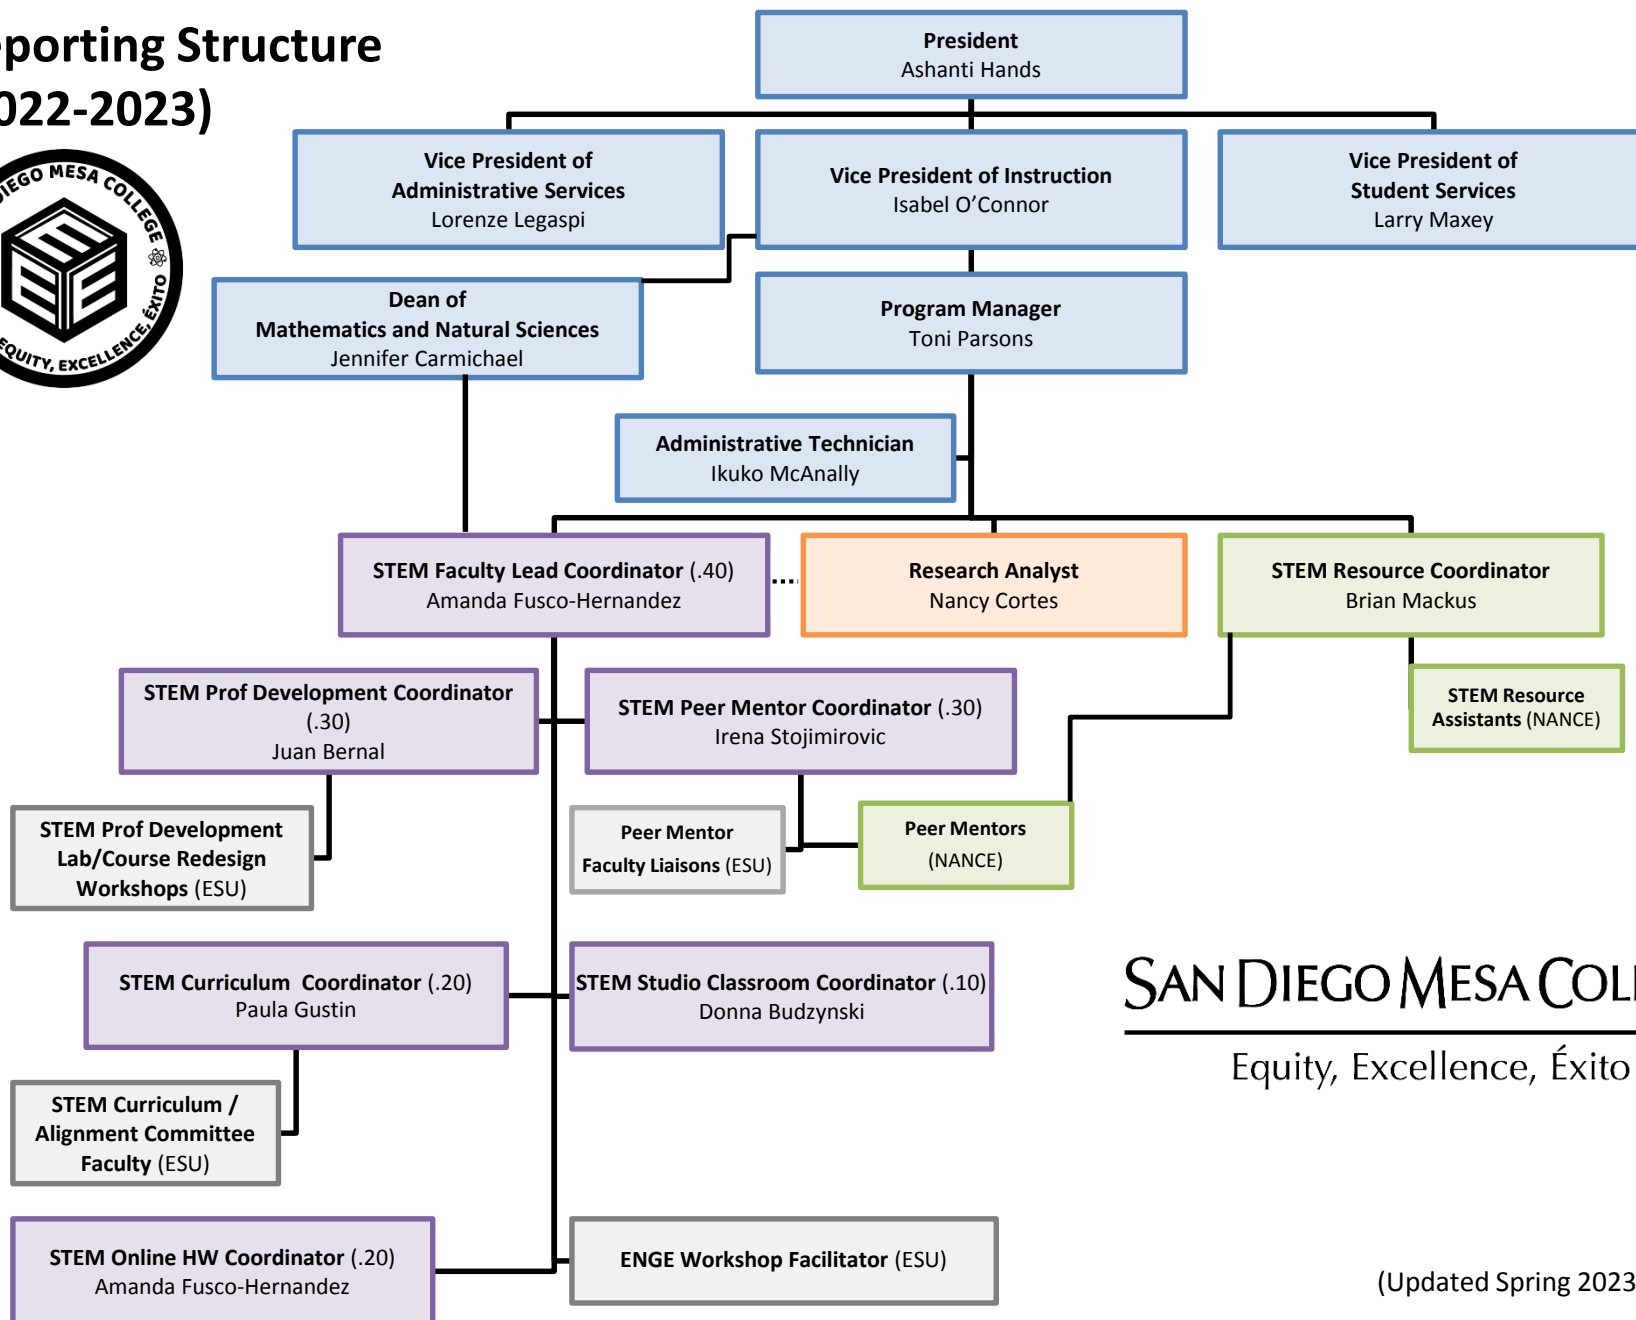 eporting Structure
022-2023)
President
Ashanti Hands
Vice President of
Administrative Services
Lorenze Legaspi
Vice President of Instruction
Isabel O’Connor
Vice President of
Student Services
Larry Maxey
DIEGO MESA COLLEGE
EQUITY, EXCELLENCE, ÉXITO
Dean of
Mathematics and Natural Sciences
Jennifer Carmichael
Program Manager
Toni Parsons
Administrative Technician
Ikuko McAnally
STEM Faculty Lead Coordinator (.40)
Amanda Fusco-Hernandez
Research Analyst
Nancy Cortes
STEM Resource Coordinator
Brian Mackus
STEM Prof Development Coordinator
(.30)
Juan Bernal
STEM Peer Mentor Coordinator (.30)
Irena Stojimirovic
STEM Resource
Assistants (NANCE)
STEM Prof Development
Lab/Course Redesign
Workshops (ESU)
Peer Mentor
Faculty Liaisons (ESU)
Peer Mentors
(NANCE)
STEM Curriculum Coordinator (.20)
Paula Gustin
STEM Studio Classroom Coordinator (.10)
Donna Budzynski
SAN DIEGO MESA COLL
Equity, Excellence, Éxito
STEM Curriculum /
Alignment Committee
Faculty (ESU)
STEM Online HW Coordinator (.20)
Amanda Fusco-Hernandez
ENGE Workshop Facilitator (ESU)
(Updated Spring 2023